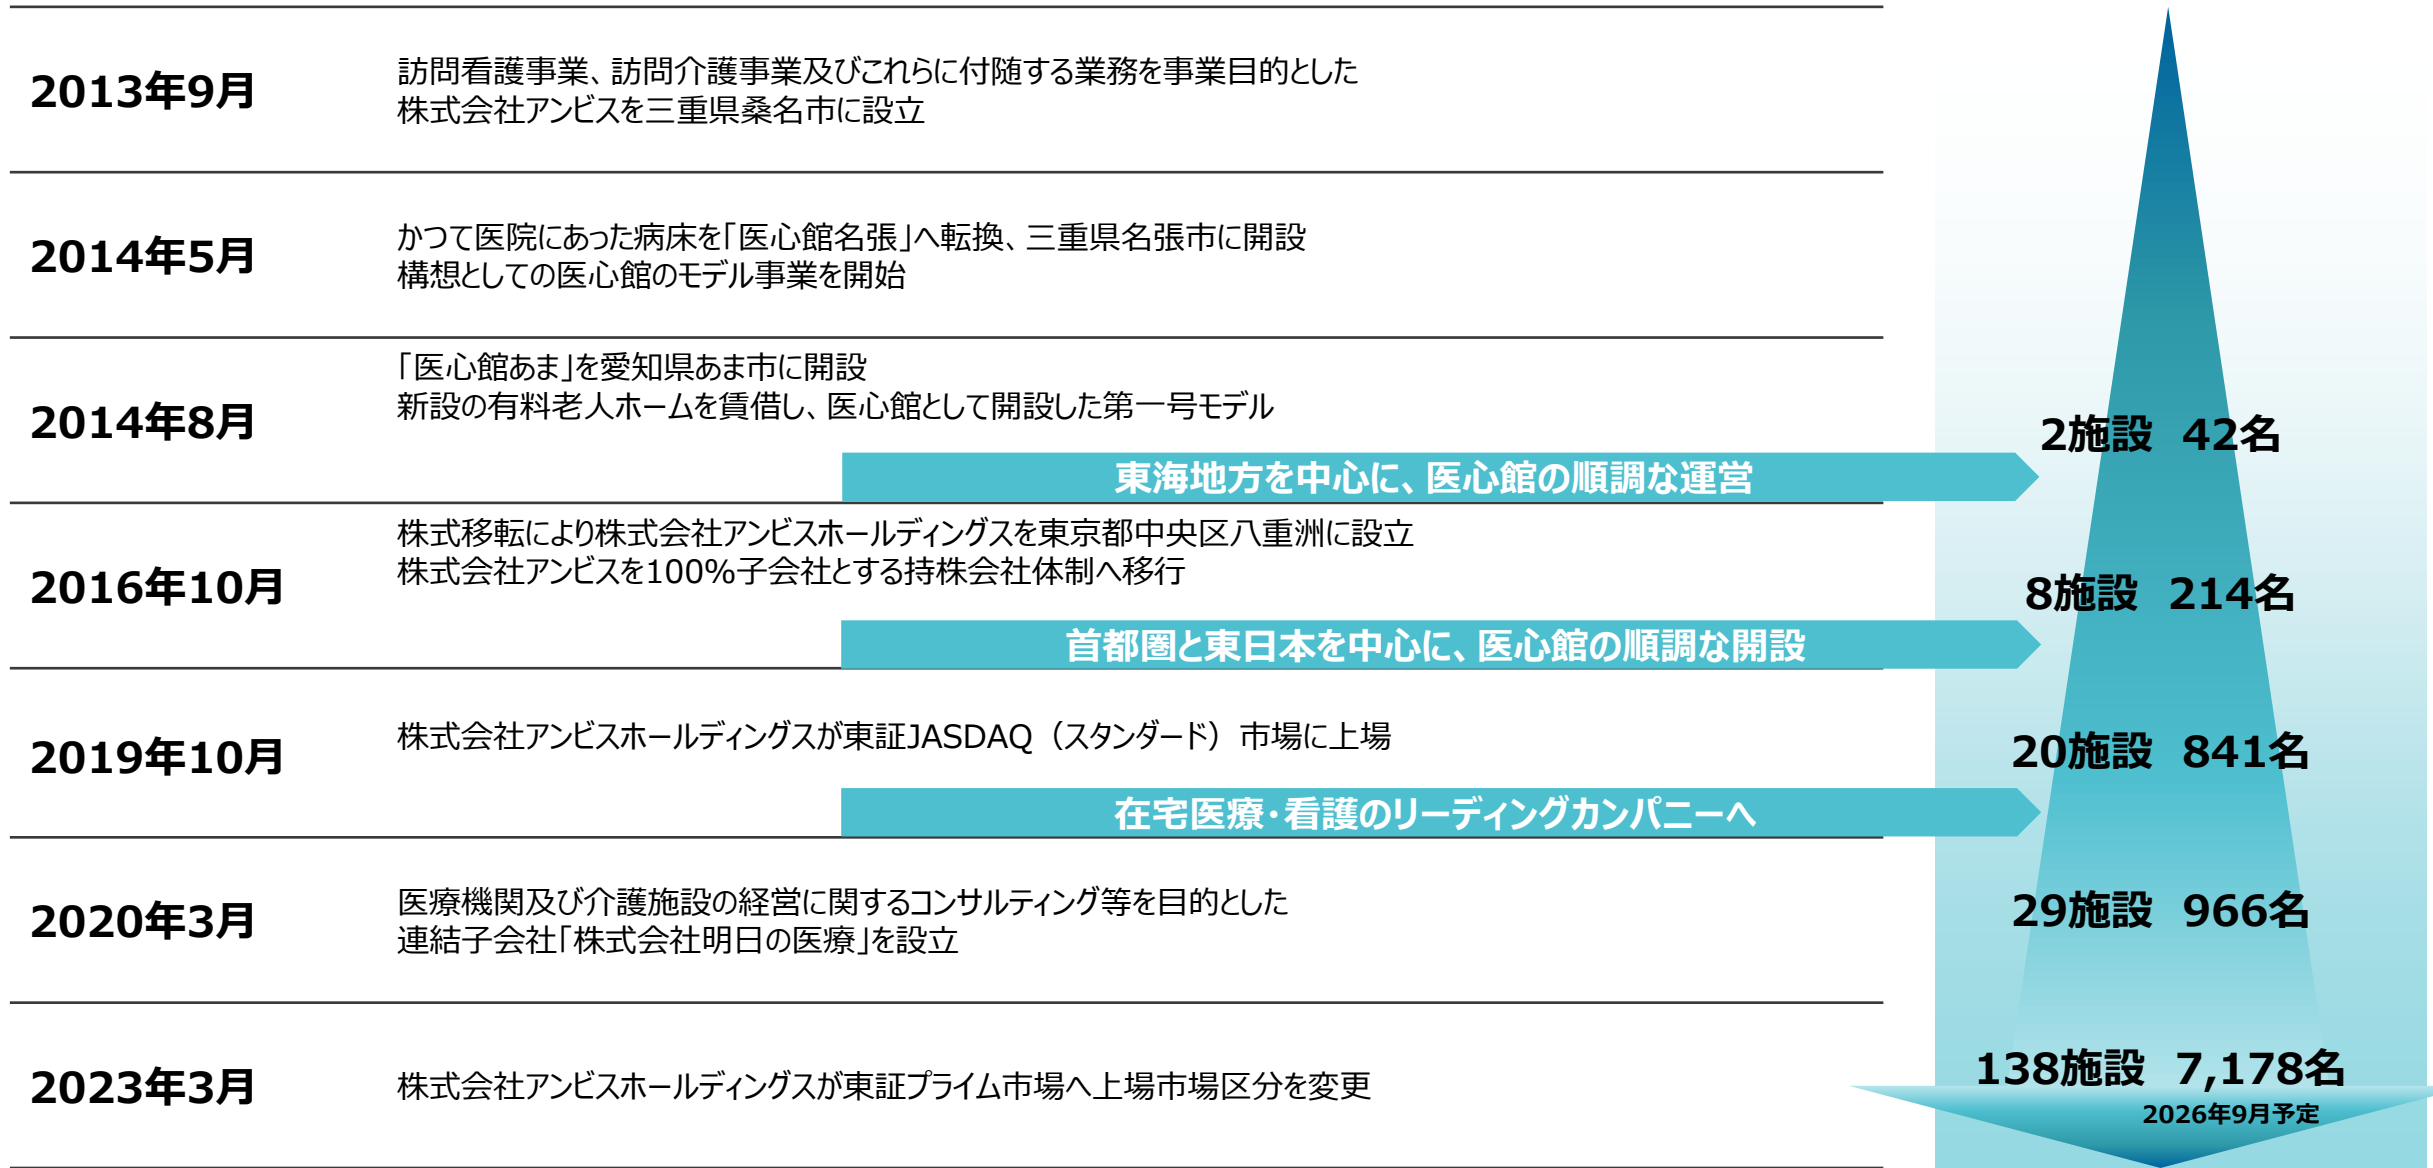 2013年9月
訪問看護事業、訪問介護事業及びこれらに付随する業務を事業目的とした
株式会社アンビスを三重県桑名市に設立
2014年5月
かつて医院にあった病床を「医心館名張」へ転換、三重県名張市に開設
構想としての医心館のモデル事業を開始
2014年8月
「医心館あま」を愛知県あま市に開設
新設の有料老人ホームを賃借し、医心館として開設した第一号モデル
2施設 42名
東海地方を中心に、医心館の順調な運営
2016年10月
株式移転により株式会社アンビスホールディングスを東京都中央区八重洲に設立
株式会社アンビスを100%子会社とする持株会社体制へ移行
8施設 214名
首都圏と東日本を中心に、医心館の順調な開設
2019年10月
株式会社アンビスホールディングスが東証JASDAQ（スタンダード）市場に上場
20施設 841名
在宅医療・看護のリーディングカンパニーへ
2020年3月
医療機関及び介護施設の経営に関するコンサルティング等を目的とした
連結子会社「株式会社明日の医療」を設立
29施設 966名
2023年3月
株式会社アンビスホールディングスが東証プライム市場へ上場市場区分を変更
138施設 7,178名
2026年9月予定